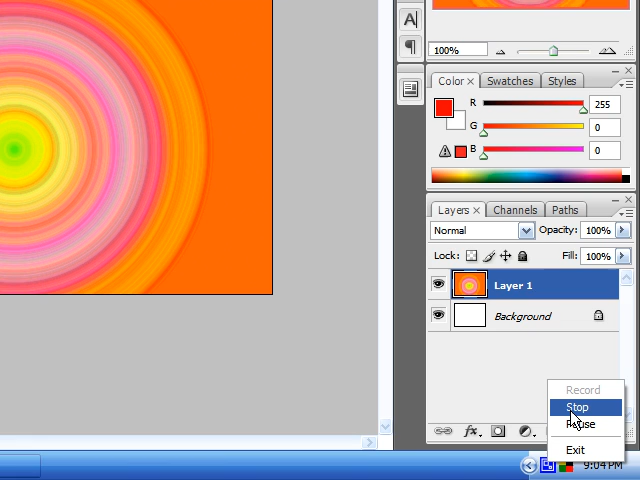 A
¶
100%
Color × Swatches Styles
R 255
G 0
B 0
Layers × Channels Paths
Normal Opacity: 100%
Lock: Fill: 100%
Layer 1
Background
Record
Stop
Pause
Exit
fx.
9:04 PM